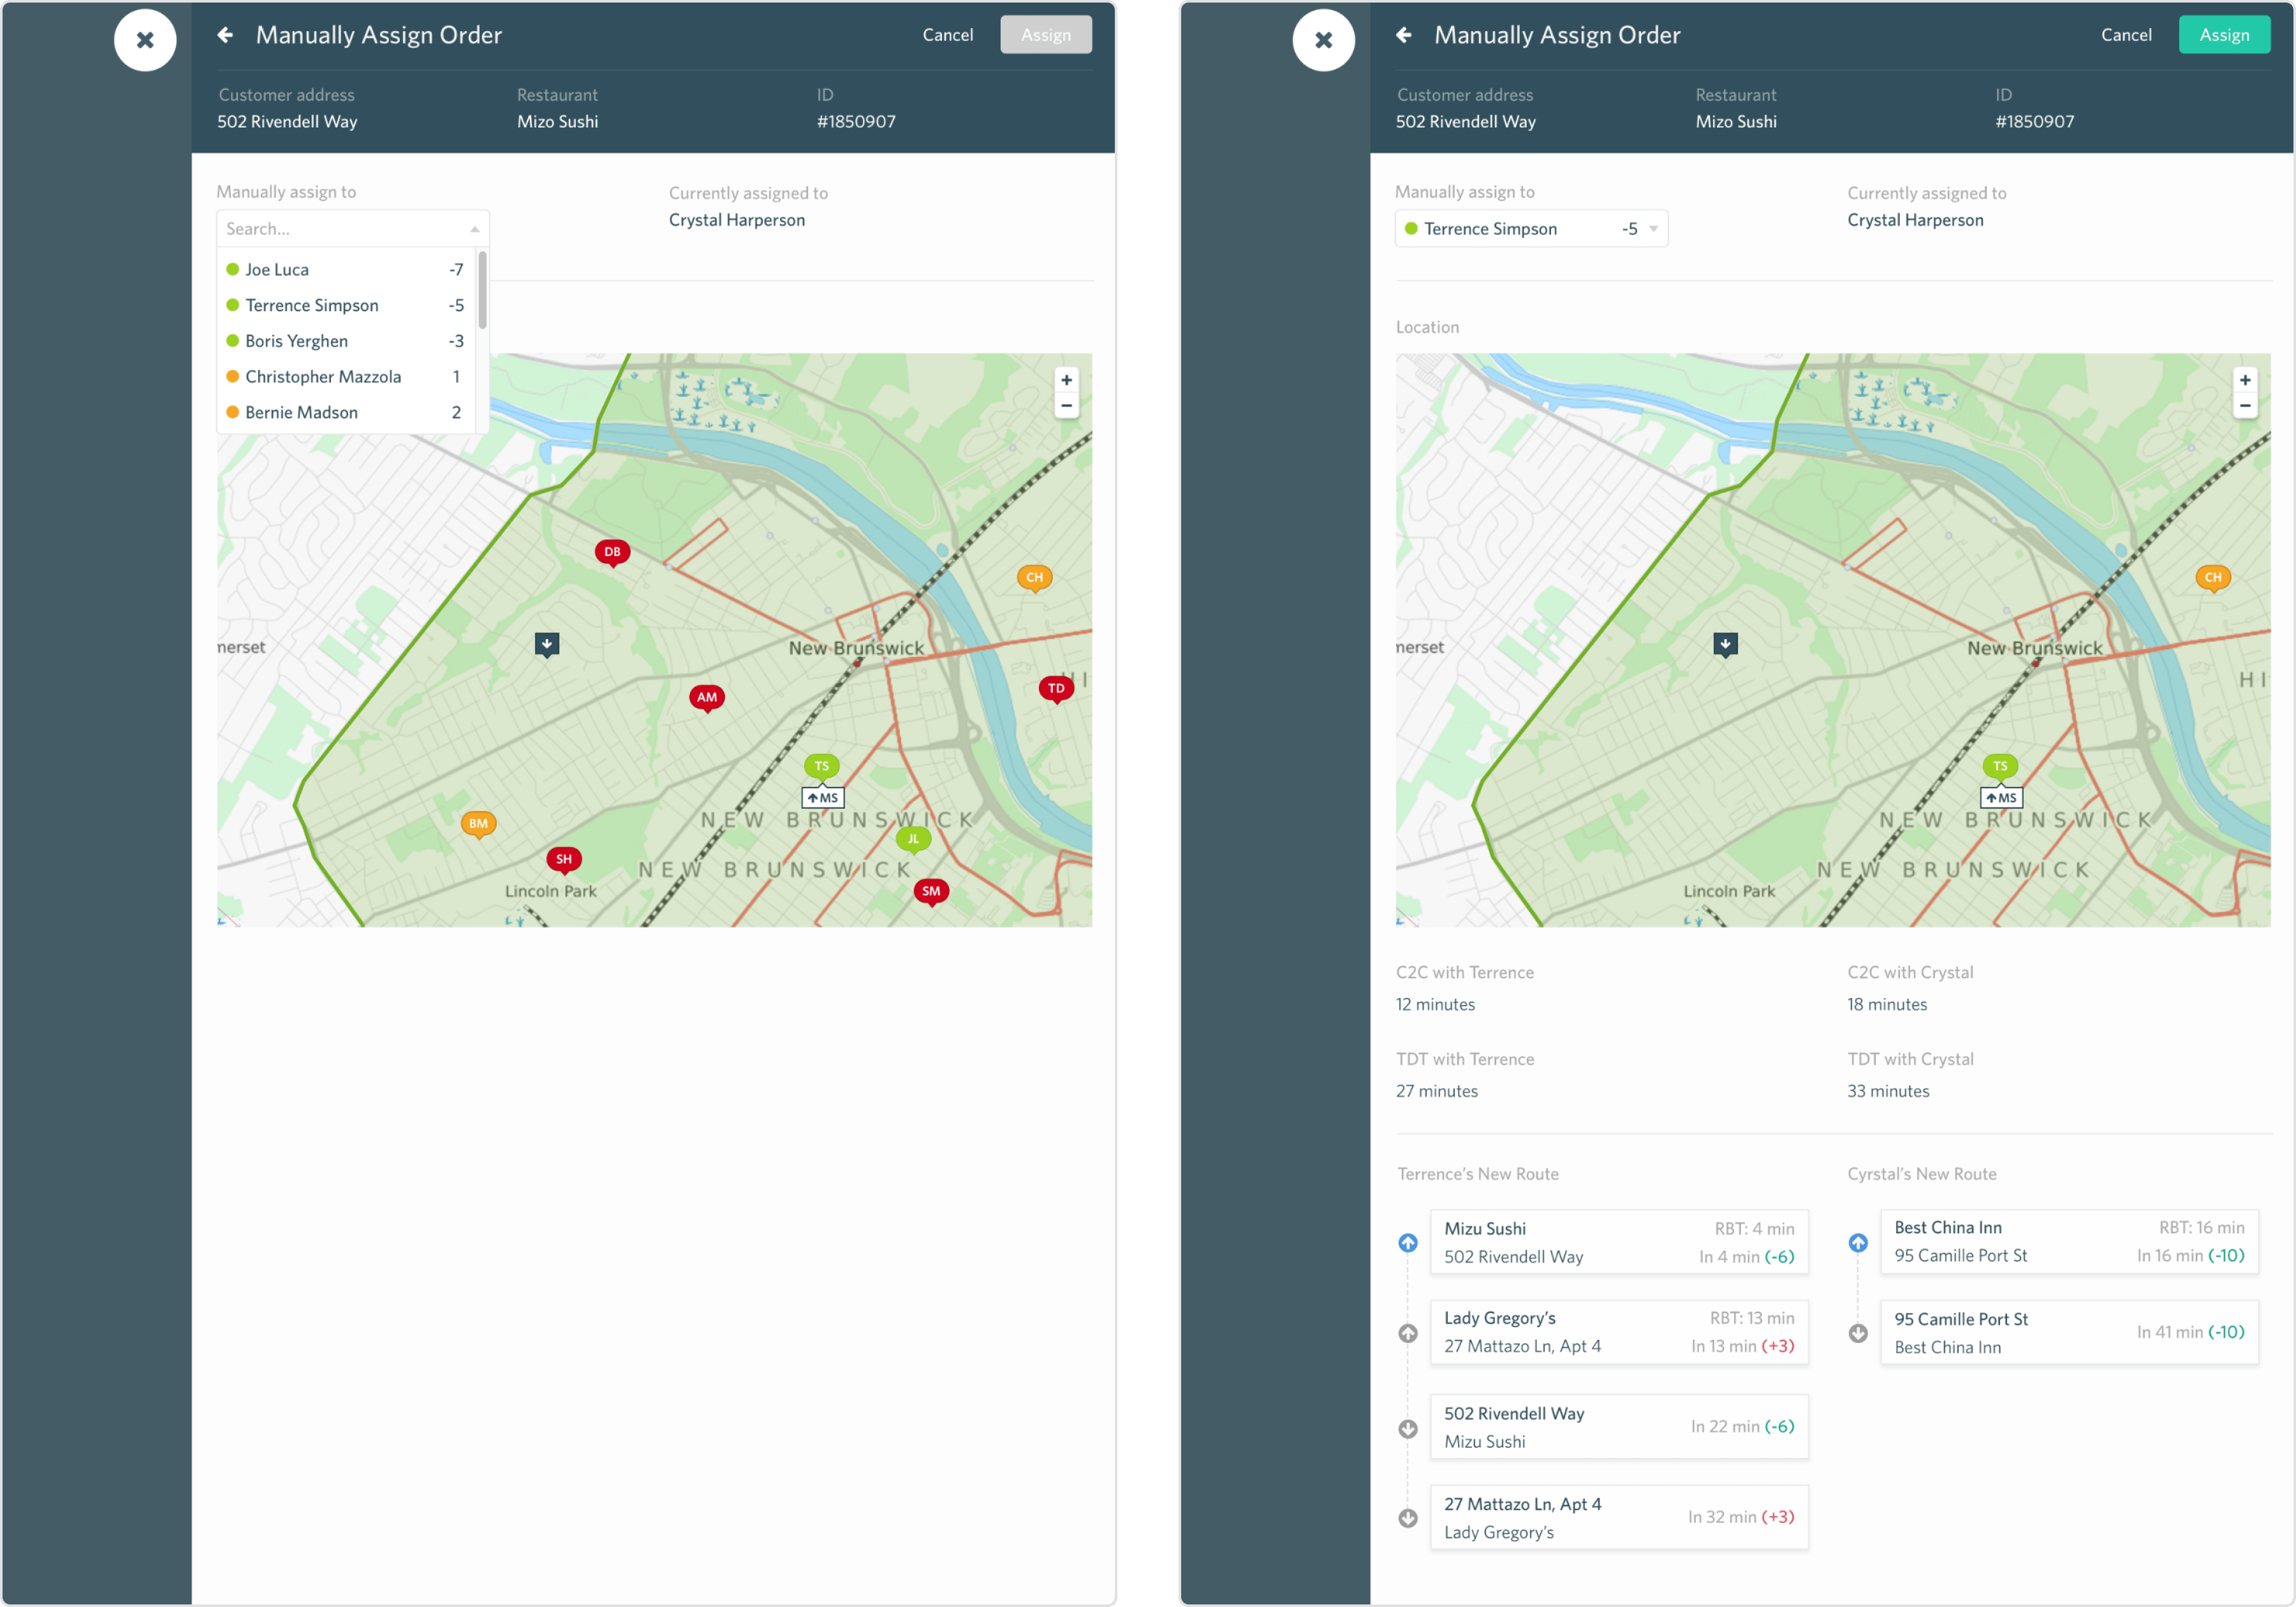 Manually Assign Order
Cancel
Assign
Customer address
Restaurant
ID
502 Rivendell Way
Mizo Sushi
#1850907
Manually assign to
Currently assigned to
Search...
Crystal Harperson
Joe Luca -7
Terrence Simpson -5
Boris Yerghen -3
Christopher Mazzola 1
Bernie Madson 2
+
−
DB
CH
merset
New Brunswick
AM
TD
HI
TS
MS
NEW BRUNSWICK
BM
JL
SH
NEW BRUNSWICK
Lincoln Park
SM
Manually Assign Order
Cancel
Assign
Customer address
Restaurant
ID
502 Rivendell Way
Mizo Sushi
#1850907
Manually assign to
Currently assigned to
Terrence Simpson -5
Crystal Harperson
Location
+
−
CH
merset
New Brunswick
HI
TS
MS
NEW BRUNSWICK
NEW BRUNSWICK
Lincoln Park
C2C with Terrence
C2C with Crystal
12 minutes
18 minutes
TDT with Terrence
TDT with Crystal
27 minutes
33 minutes
Terrence's New Route
Mizu Sushi RBT: 4 min
502 Rivendell Way In 4 min (-6)
Lady Gregory's RBT: 13 min
27 Mattazo Ln, Apt 4 In 13 min (+3)
502 Rivendell Way
In 22 min (-6)
Mizu Sushi
27 Mattazo Ln, Apt 4
In 32 min (+3)
Lady Gregory's
Cyrstal's New Route
Best China Inn RBT: 16 min
95 Camille Port St In 16 min (-10)
95 Camille Port St
In 41 min (-10)
Best China Inn